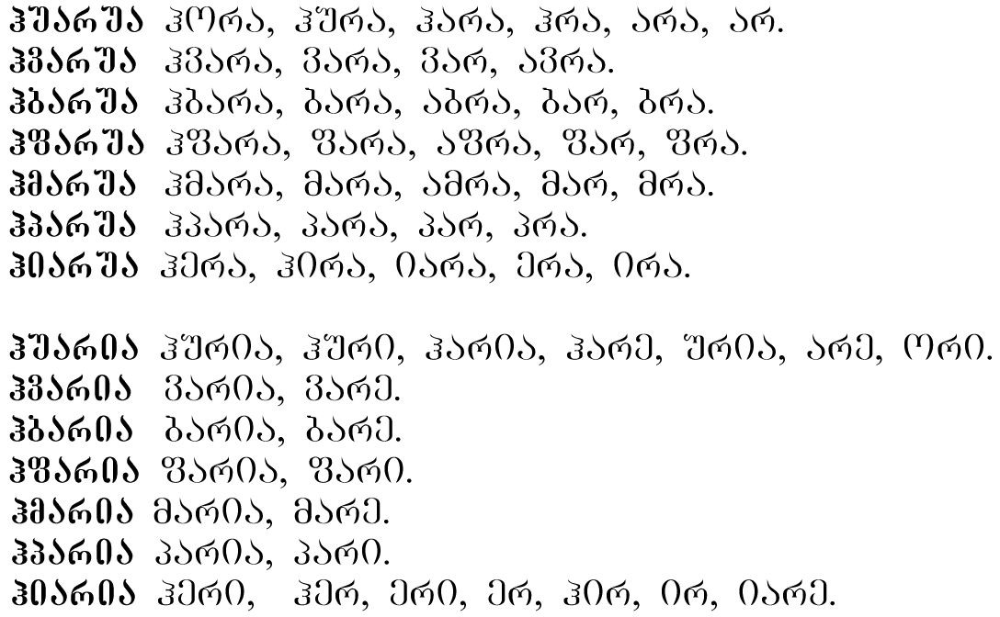 ჰუარუა ჰორა, ჰურა, ჰარა, ჰრა, არა, არ.
ჰვარუა ჰვარა, ვარა, ვარ, ავრა.
ჰბარუა ჰბარა, ბარა, აბრა, ბარ, ბრა.
ჰფარუა ჰფარა, ფარა, აფრა, ფარ, ფრა.
ჰმარუა ჰმარა, მარა, ამრა, მარ, მრა.
ჰპარუა ჰპარა, პარა, პარ, პრა.
ჰიარუა ჰერა, ჰირა, იარა, ერა, ირა.
ჰუარია ჰურია, ჰური, ჰარია, ჰარე, ურია, არე, ორი.
ჰვარია ვარია, ვარე.
ჰბარია ბარია, ბარე.
ჰფარია ფარია, ფარი.
ჰმარია მარია, მარე.
ჰპარია პარია, პარი.
ჰიარია ჰერი, ჰერ, ერი, ერ, ჰირ, ირ, იარე.